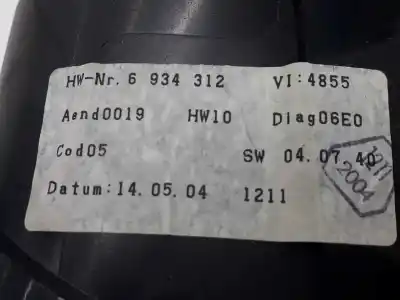 HW-Nr. 6 934 312 VI:4855
Aend0019 HW10 Diag06E0
Cod05 SW 04.07.40
Datum:14.05.04 1211
1211
2004